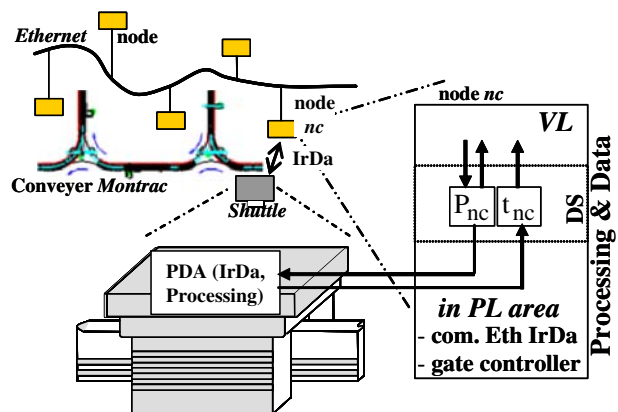 Ethernet
node
node
nc
IrDa
Conveyer Montrac
Shuttle
PDA (IrDa,
Processing)
node nc
VL
Pnc
tnc
DS
Processing & Data
in PL area
- com. Eth IrDa
- gate controller